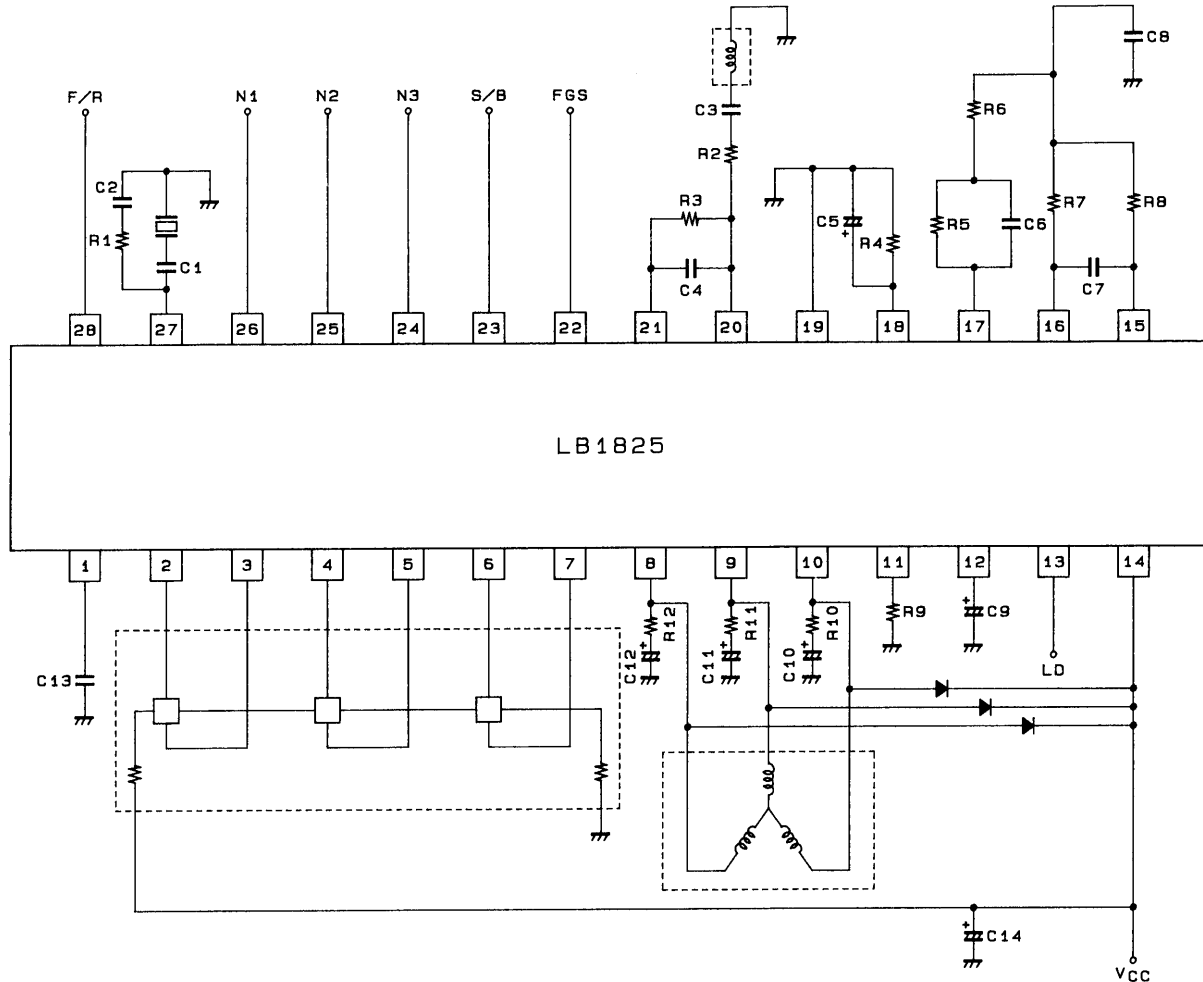 C8
F/R N1 N2 N3 S/B FGS
C3 R6
R2
C2 R3 R7 R8
R1 C5 + R4 R5 C6
C1
C4 C7
28 27 26 25 24 23 22 21 20 19 18 17 16 15
LB1825
1 2 3 4 5 6 7 8 9 10 11 12 13 14
R12 R11 R10 R9 + C9
C13 + C12 + C11 + C10 LD
+ C14
VCC